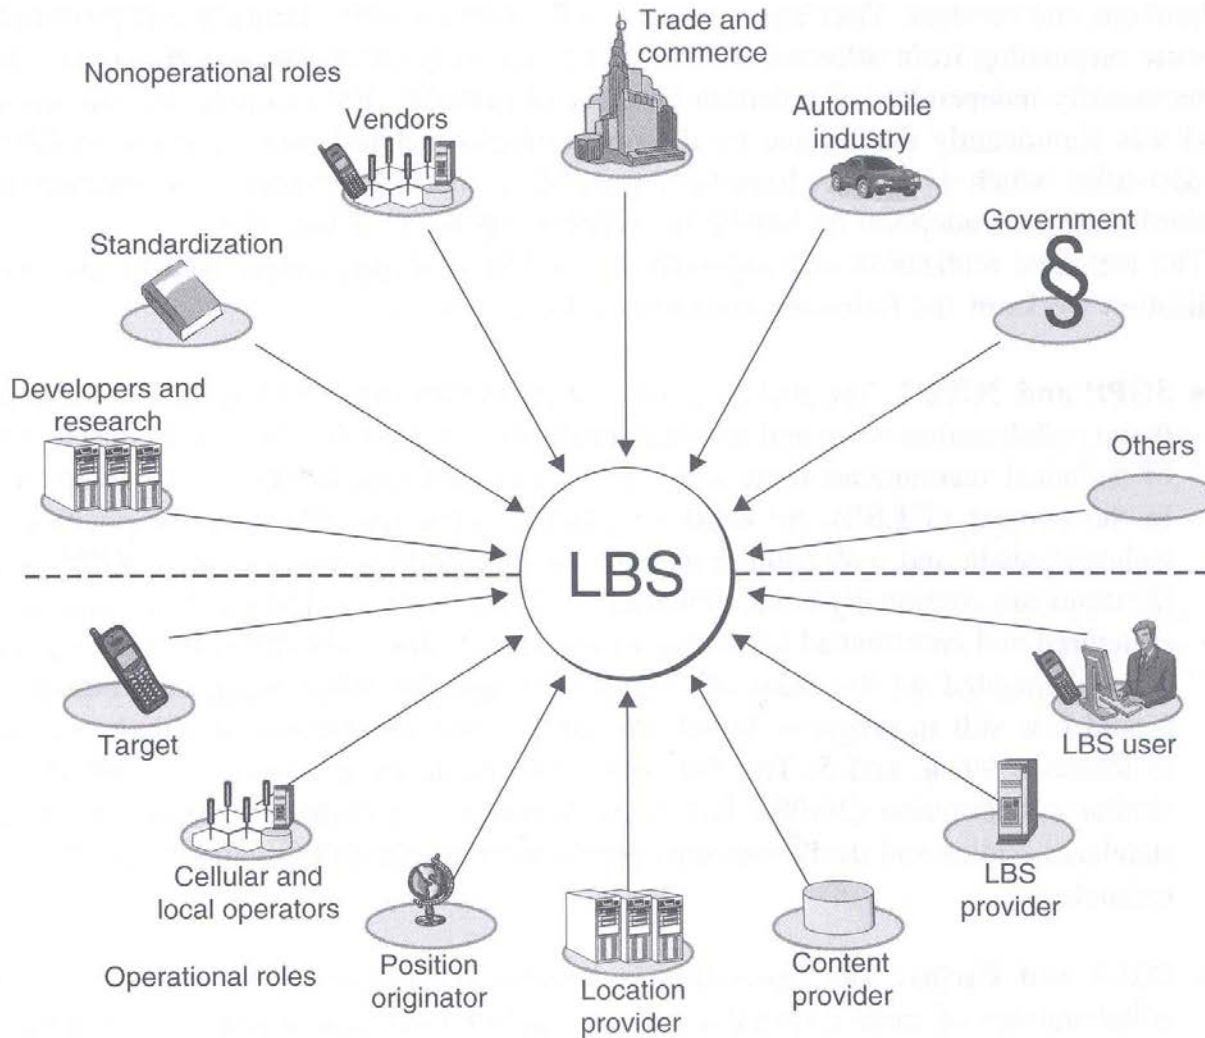 Trade and
commerce
Nonoperational roles
Vendors
Automobile
industry
Government
Standardization
Developers and
research
Others
LBS
Target
LBS user
Cellular and
local operators
LBS
provider
Position
originator
Location
provider
Content
provider
Operational roles